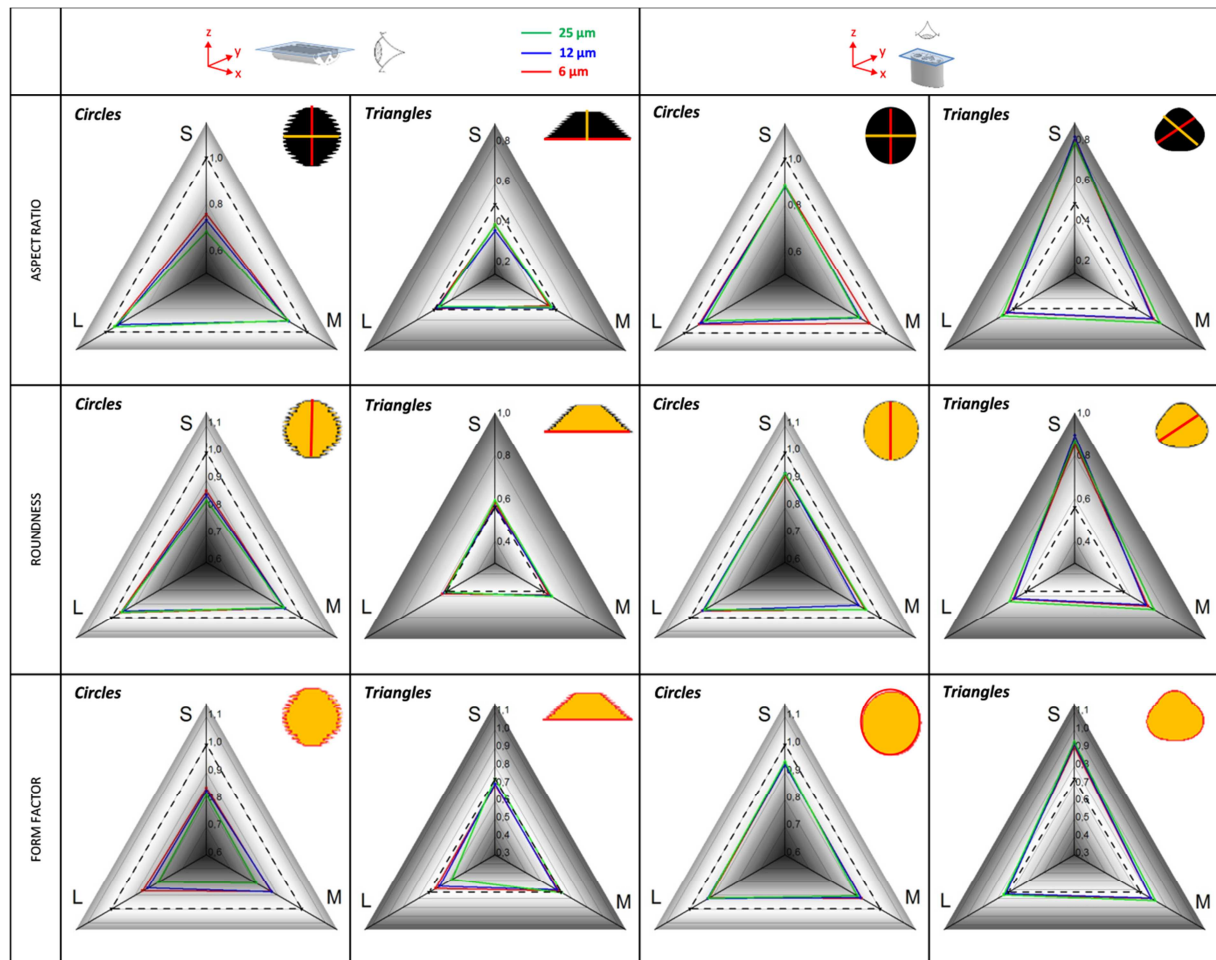 z
y
x
25 µm
12 µm
6 µm
z
y
x
ASPECT RATIO
Circles
S
1,0
0,8
0,6
L
M
Triangles
S
0,8
0,6
0,4
0,2
L
M
Circles
S
1,0
0,8
0,6
L
M
Triangles
S
0,8
0,6
0,4
0,2
L
M
ROUNDNESS
Circles
S
1,1
1,0
0,9
0,8
0,7
0,6
L
M
Triangles
S
1,0
0,8
0,6
0,4
L
M
Circles
S
1,1
1,0
0,9
0,8
0,7
0,6
L
M
Triangles
S
1,0
0,8
0,6
0,4
L
M
FORM FACTOR
Circles
S
1,1
1,0
0,9
0,8
0,7
0,6
L
M
Triangles
S
1,1
1,0
0,9
0,8
0,7
0,6
0,5
0,4
0,3
L
M
Circles
S
1,1
1,0
0,9
0,8
0,7
0,6
L
M
Triangles
S
1,1
1,0
0,9
0,8
0,7
0,6
0,5
0,4
0,3
L
M